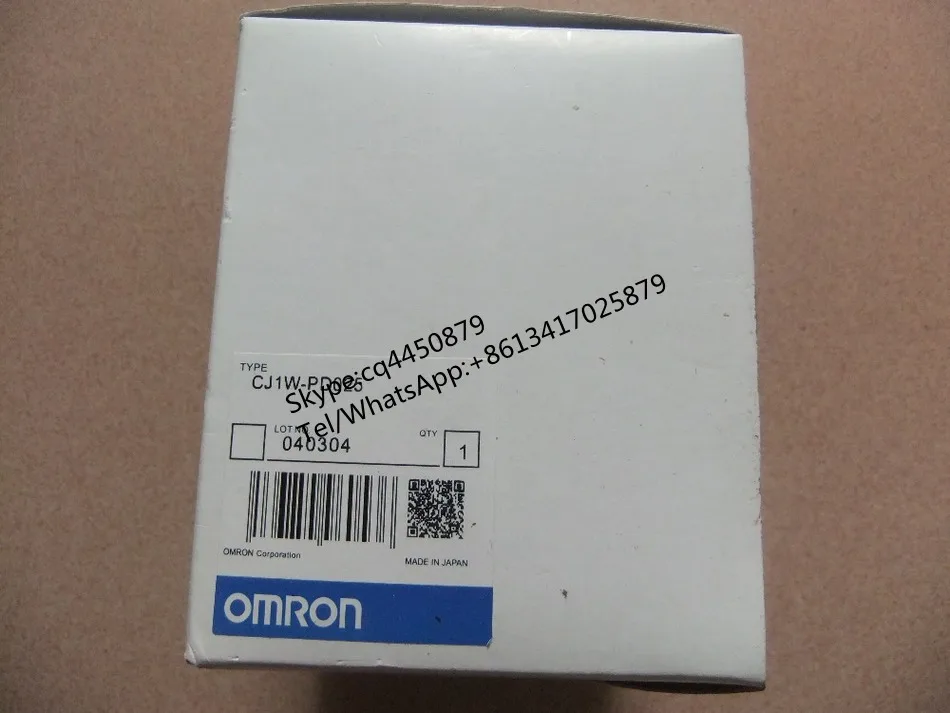 TYPE
CJ1W-PD025
Skype:cq4450879
Tel/WhatsApp:+8613417025879
LOT NO
QTY
040304
1
OMRON Corporation
MADE IN JAPAN
OMRON